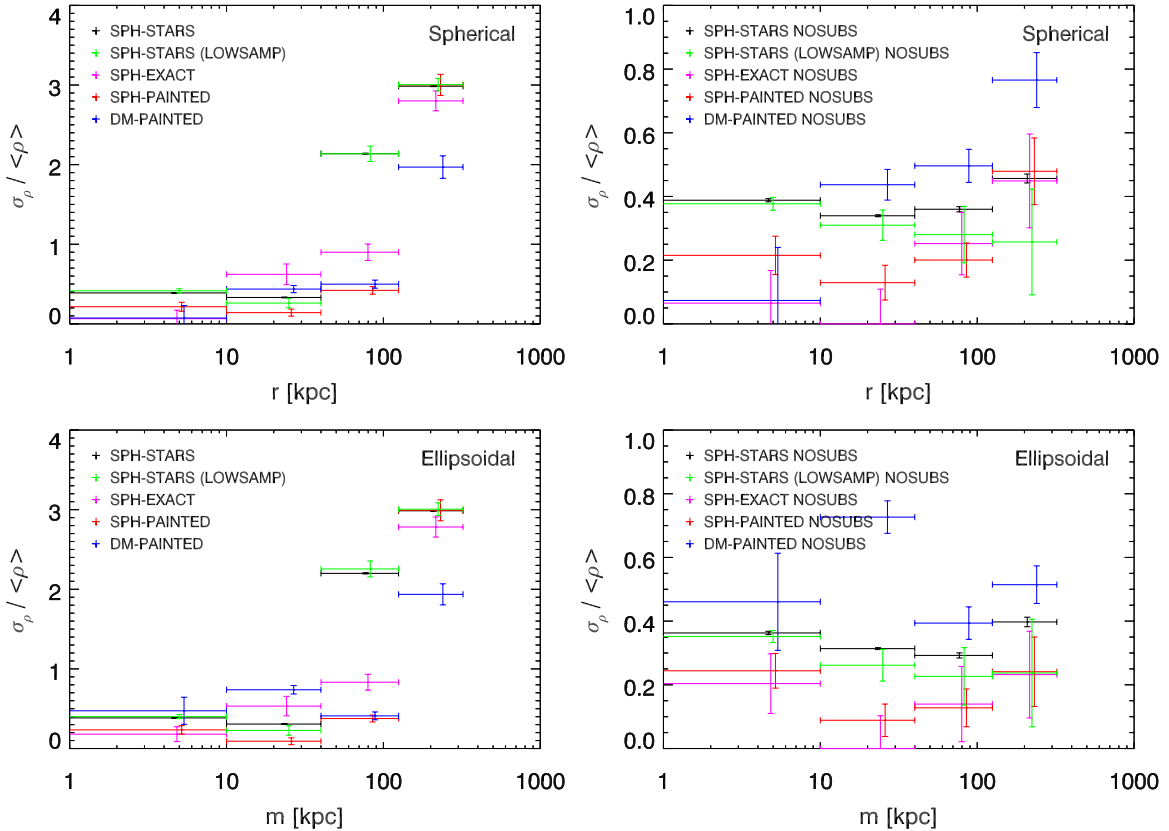 4
3
2
1
0
σρ / <ρ>
SPH-STARS
SPH-STARS (LOWSAMP)
SPH-EXACT
SPH-PAINTED
DM-PAINTED
Spherical
1 10 100 1000
r [kpc]
1.0
0.8
0.6
0.4
0.2
0.0
σρ / <ρ>
SPH-STARS NOSUBS
SPH-STARS (LOWSAMP) NOSUBS
SPH-EXACT NOSUBS
SPH-PAINTED NOSUBS
DM-PAINTED NOSUBS
Spherical
1 10 100 1000
r [kpc]
4
3
2
1
0
σρ / <ρ>
SPH-STARS
SPH-STARS (LOWSAMP)
SPH-EXACT
SPH-PAINTED
DM-PAINTED
Ellipsoidal
1 10 100 1000
m [kpc]
1.0
0.8
0.6
0.4
0.2
0.0
σρ / <ρ>
SPH-STARS NOSUBS
SPH-STARS (LOWSAMP) NOSUBS
SPH-EXACT NOSUBS
SPH-PAINTED NOSUBS
DM-PAINTED NOSUBS
Ellipsoidal
1 10 100 1000
m [kpc]